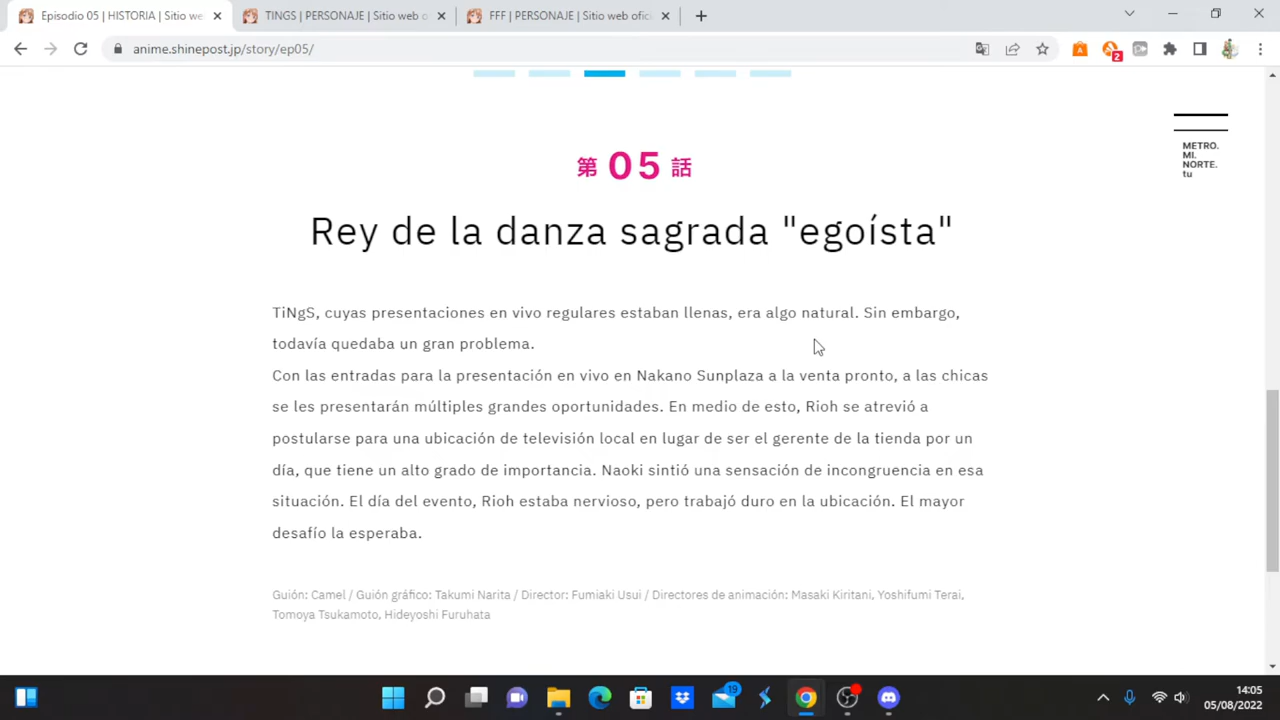 Episodio 05 | HISTORIA | Sitio we
TINGS | PERSONAJE | Sitio web o
FFF | PERSONAJE | Sitio web ofic
anime.shinepost.jp/story/ep05/
2
METRO.
MI.
NORTE.
tu
第 05 話
Rey de la danza sagrada "egoísta"
TiNgS, cuyas presentaciones en vivo regulares estaban llenas, era algo natural. Sin embargo,
todavía quedaba un gran problema.
Con las entradas para la presentación en vivo en Nakano Sunplaza a la venta pronto, a las chicas
se les presentarán múltiples grandes oportunidades. En medio de esto, Rioh se atrevió a
postularse para una ubicación de televisión local en lugar de ser el gerente de la tienda por un
día, que tiene un alto grado de importancia. Naoki sintió una sensación de incongruencia en esa
situación. El día del evento, Rioh estaba nervioso, pero trabajó duro en la ubicación. El mayor
desafío la esperaba.
Guión: Camel / Guión gráfico: Takumi Narita / Director: Fumiaki Usui / Directores de animación: Masaki Kiritani, Yoshifumi Terai,
Tomoya Tsukamoto, Hideyoshi Furuhata
19
14:05
05/08/2022